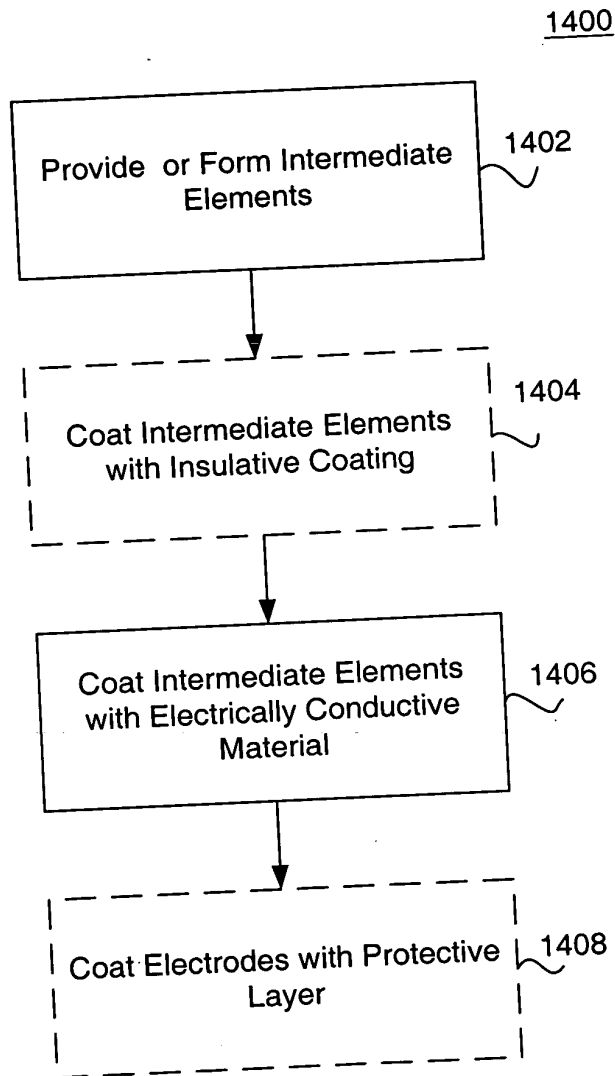 1400
Provide or Form Intermediate
Elements
1402
Coat Intermediate Elements
with Insulative Coating
1404
Coat Intermediate Elements
with Electrically Conductive
Material
1406
Coat Electrodes with Protective
Layer
1408